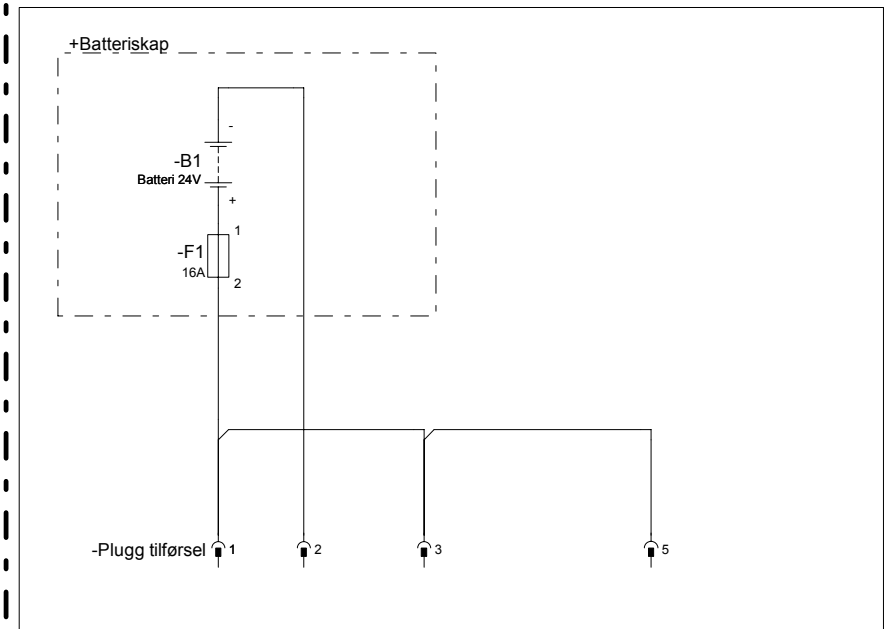 +Batteriskap
-
-B1
Batteri 24V
+
1
-F1
16A
2
-Plugg tilførsel 1 2 3 5